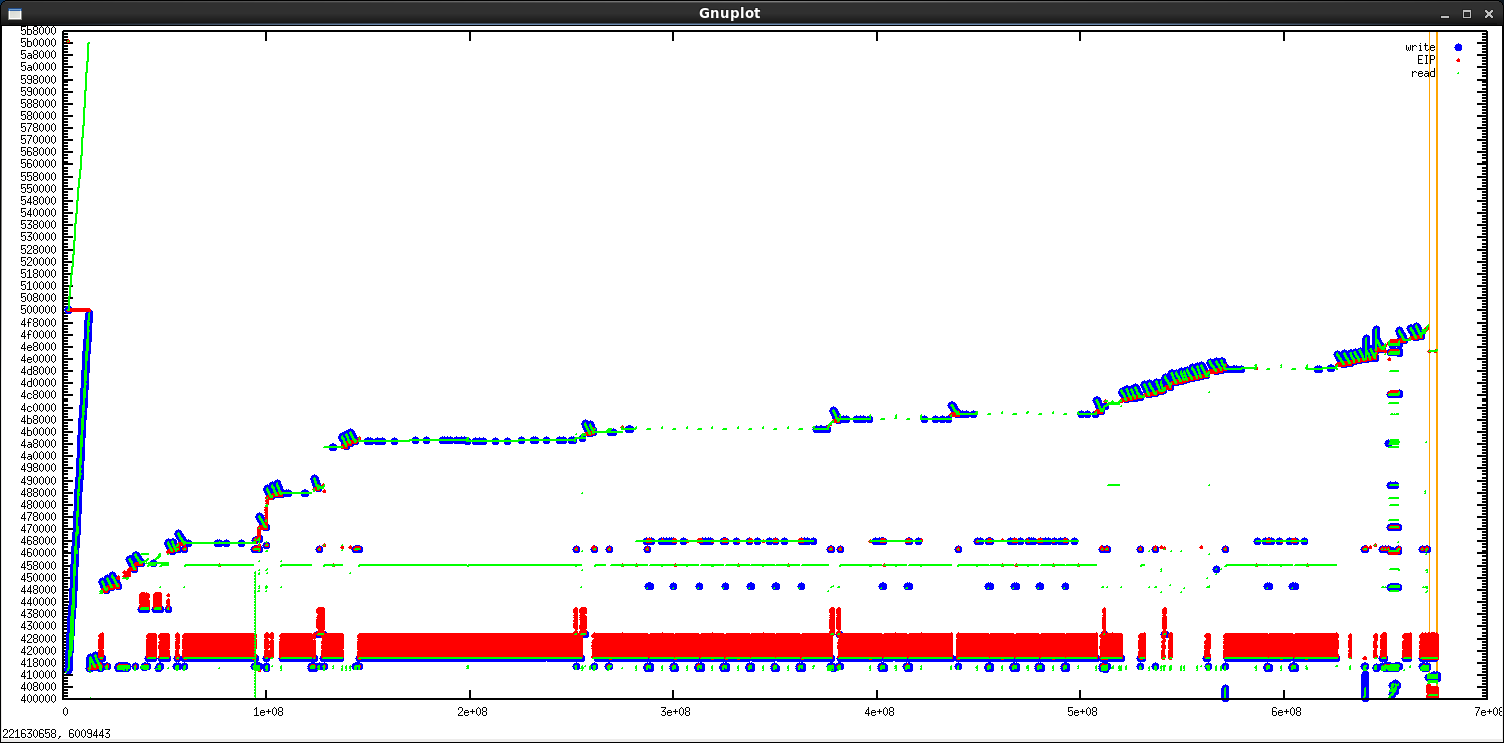 Gnuplot
5b8000
5b0000
5a8000
5a0000
598000
590000
588000
580000
578000
570000
568000
560000
558000
550000
548000
540000
538000
530000
528000
520000
518000
510000
508000
500000
4f8000
4f0000
4e8000
4e0000
4d8000
4d0000
4c8000
4c0000
4b8000
4b0000
4a8000
4a0000
498000
490000
488000
480000
478000
470000
468000
460000
458000
450000
448000
440000
438000
430000
428000
420000
418000
410000
408000
400000
write
EIP
read
0 1e+08 2e+08 3e+08 4e+08 5e+08 6e+08 7e+08
221630658, 6009443